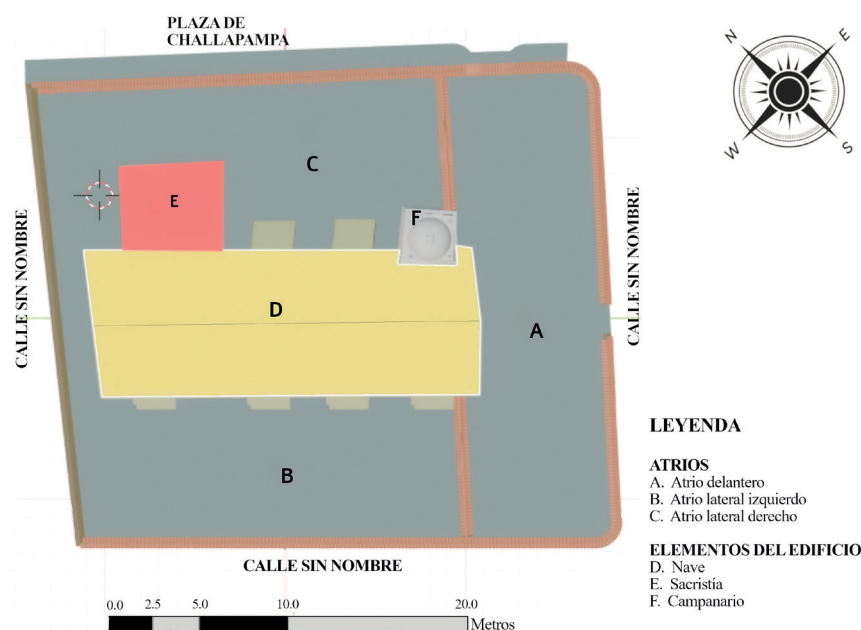 PLAZA DE
CHALLAPAMPA
N
E
W
S
C
E
F
D
A
B
CALLE SIN NOMBRE
CALLE SIN NOMBRE
CALLE SIN NOMBRE
LEYENDA
ATRIOS
A. Atrio delantero
B. Atrio lateral izquierdo
C. Atrio lateral derecho
ELEMENTOS DEL EDIFICIO
D. Nave
E. Sacristía
F. Campanario
0.0 2.5 5.0 10.0 20.0
Metros